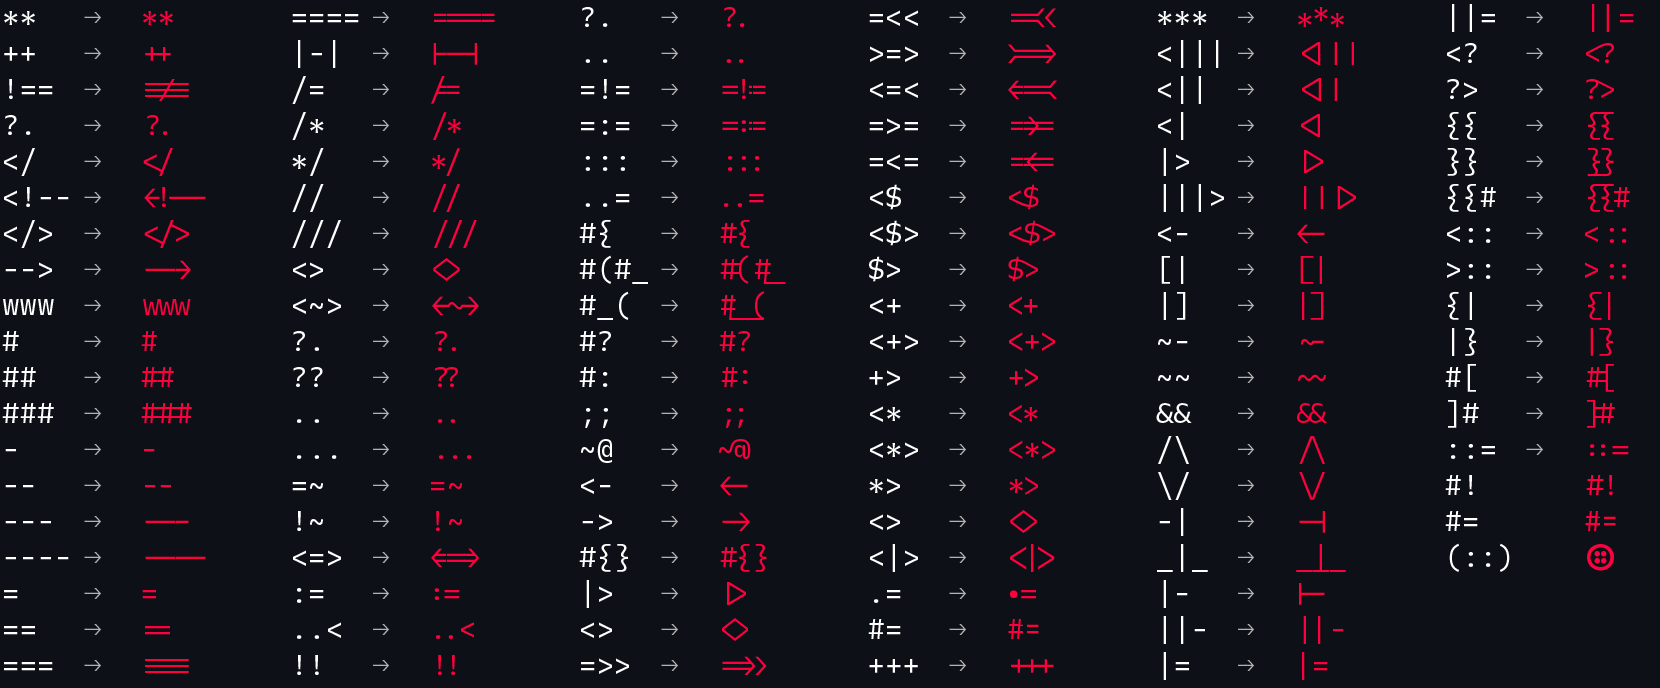 ** → **
++ → ++
!== → !==
?. → ?.
</ → </
<!-- → <!--
</> → </>
--> → -->
www → www
# → #
## → ##
### → ###
- → -
-- → --
--- → ---
---- → ----
= → =
== → ==
=== → ===
==== → ====
|-| → |-|
/= → /=
/* → /*
*/ → */
// → //
/// → ///
<> → <>
<~> → <~>
?. → ?.
?? → ??
.. → ..
... → ...
=~ → =~
!~ → !~
<=> → <=>
:= → :=
..< → ..<
!! → !!
?. → ?.
.. → ..
=!= → =!=
=:= → =:=
::: → :::
..= → ..=
#{ → #{
#(#_ → #(#_
#_( → #_(
#? → #?
#: → #:
;; → ;;
~@ → ~@
<- → <-
-> → ->
#{} → #{}
|> → |>
<> → <>
=>> → =>>
=<< → =<<
>=> → >=>
<=< → <=<
=>= → =>=
=<= → =<=
<$ → <$
<$> → <$>
$> → $>
<+ → <+
<+> → <+>
+> → +>
<* → <*
<*> → <*>
*> → *>
<> → <>
<|> → <|>
.= → .=
#= → #=
+++ → +++
*** → ***
<||| → <|||
<|| → <||
<| → <|
|> → |>
|||> → |||>
<- → <-
[| → [|
|] → |]
~- → ~-
~~ → ~~
&& → &&
/\ → /\
\/ → \/
-| → -|
_|_ → _|_
|- → |-
||- → ||-
|= → |=
||= → ||=
<? → <?
?> → ?>
{{ → {{
}} → }}
{{# → {{#
<:: → <::
>:: → >::
{| → {|
|} → |}
#[ → #[
]# → ]#
::= → ::=
#! #!
#= #=
(::) (::)